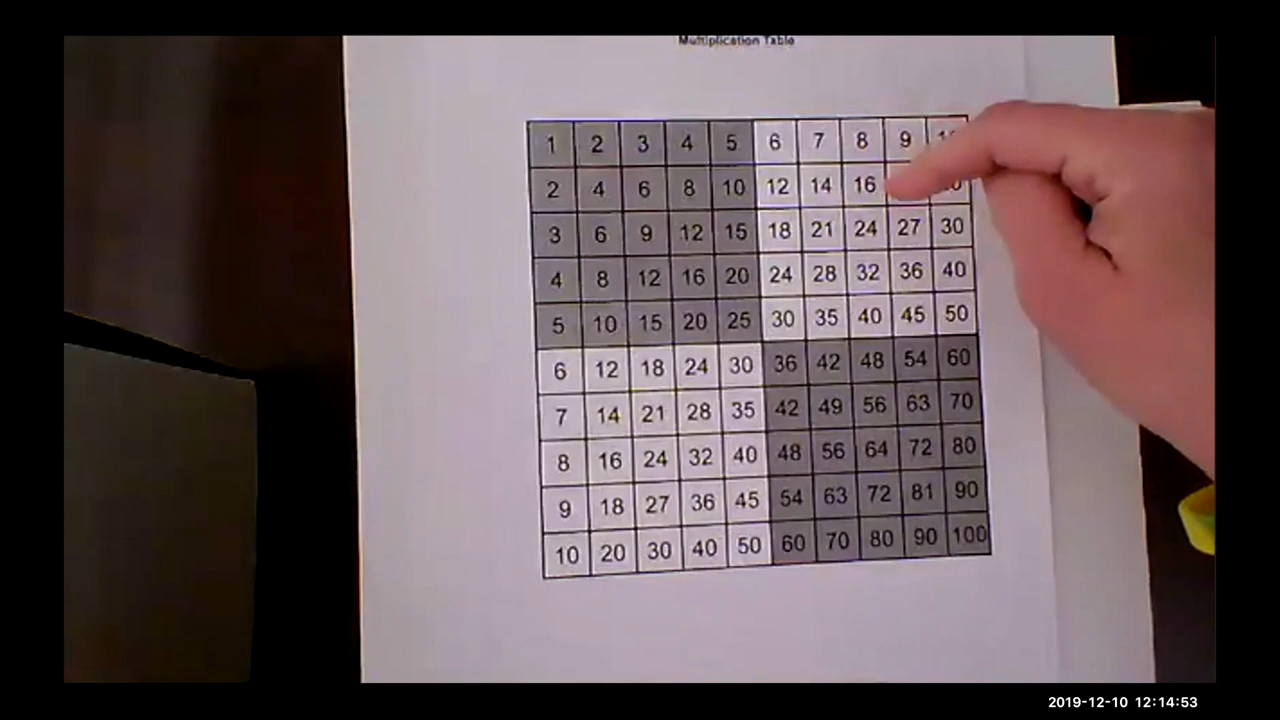 Multiplication Table
1 2 3 4 5 6 7 8 9
2 4 6 8 10 12 14 16
3 6 9 12 15 18 21 24 27 30
4 8 12 16 20 24 28 32 36 40
5 10 15 20 25 30 35 40 45 50
6 12 18 24 30 36 42 48 54 60
7 14 21 28 35 42 49 56 63 70
8 16 24 32 40 48 56 64 72 80
9 18 27 36 45 54 63 72 81 90
10 20 30 40 50 60 70 80 90 100
2019-12-10 12:14:53